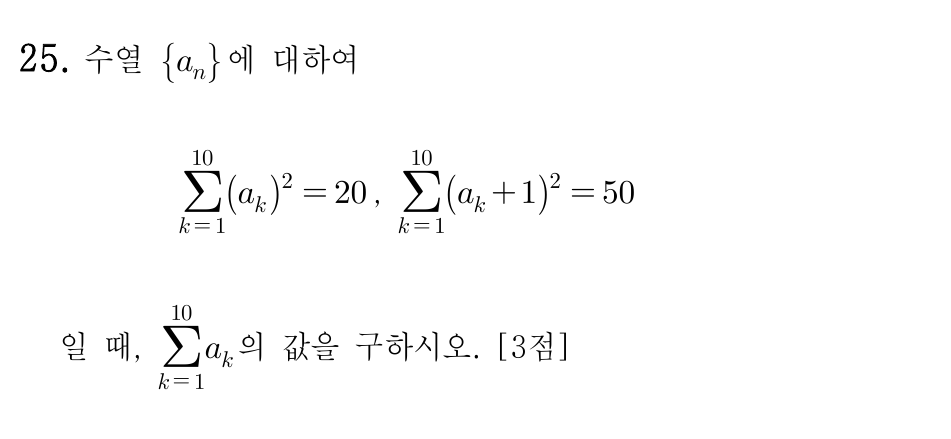 25. 수열 {aₙ}에 대하여
∑_{k=1}^{10}(a_k)² = 20, ∑_{k=1}^{10}(a_k+1)² = 50
일 때, ∑_{k=1}^{10}a_k의 값을 구하시오. [3점]